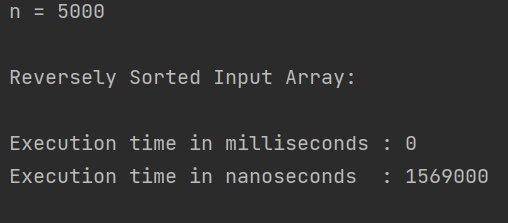 n = 5000
Reversely Sorted Input Array:
Execution time in milliseconds : 0
Execution time in nanoseconds  : 1569000